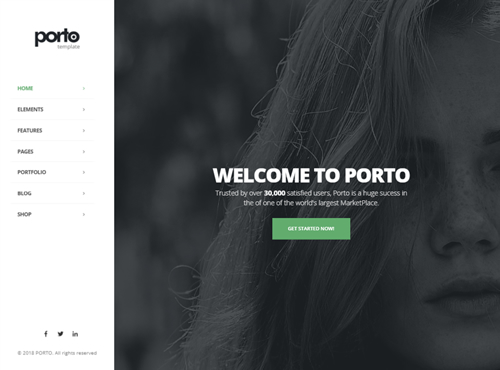 porto
template
HOME
ELEMENTS
FEATURES
PAGES
PORTFOLIO
BLOG
SHOP
WELCOME TO PORTO
Trusted by over 30,000 satisfied users, Porto is a huge sucess in
the of one of the world's largest MarketPlace.
GET STARTED NOW!
© 2018 PORTO. All rights reserved